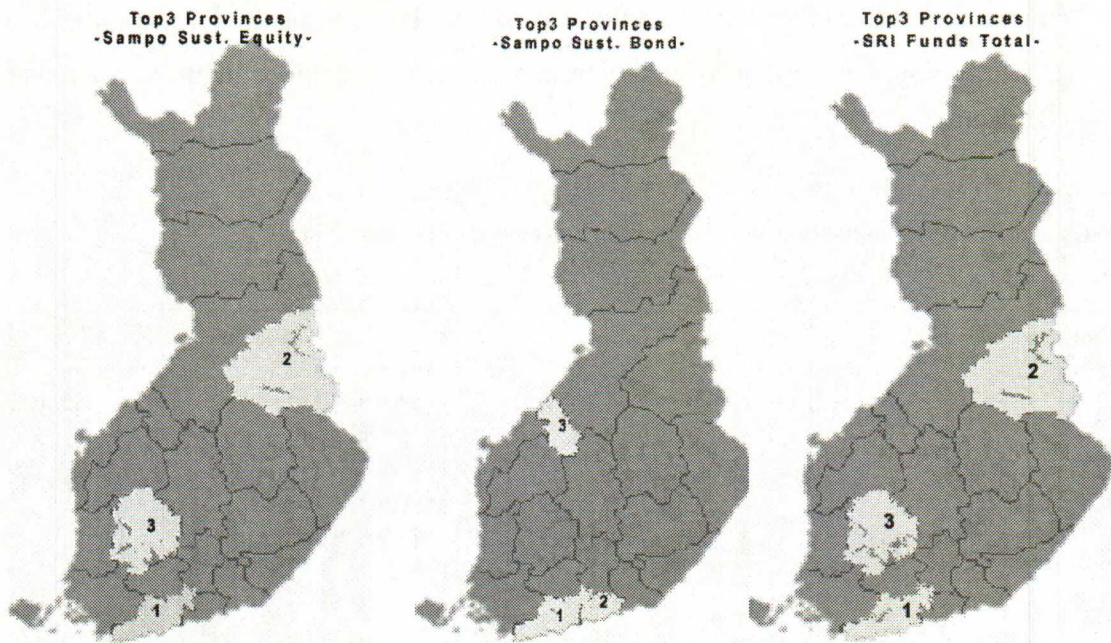 Top3 Provinces
-Sampo Sust. Equity-
2
3
1
Top3 Provinces
-Sampo Sust. Bond-
3
1
2
Top3 Provinces
-SRI Funds Total-
2
3
1